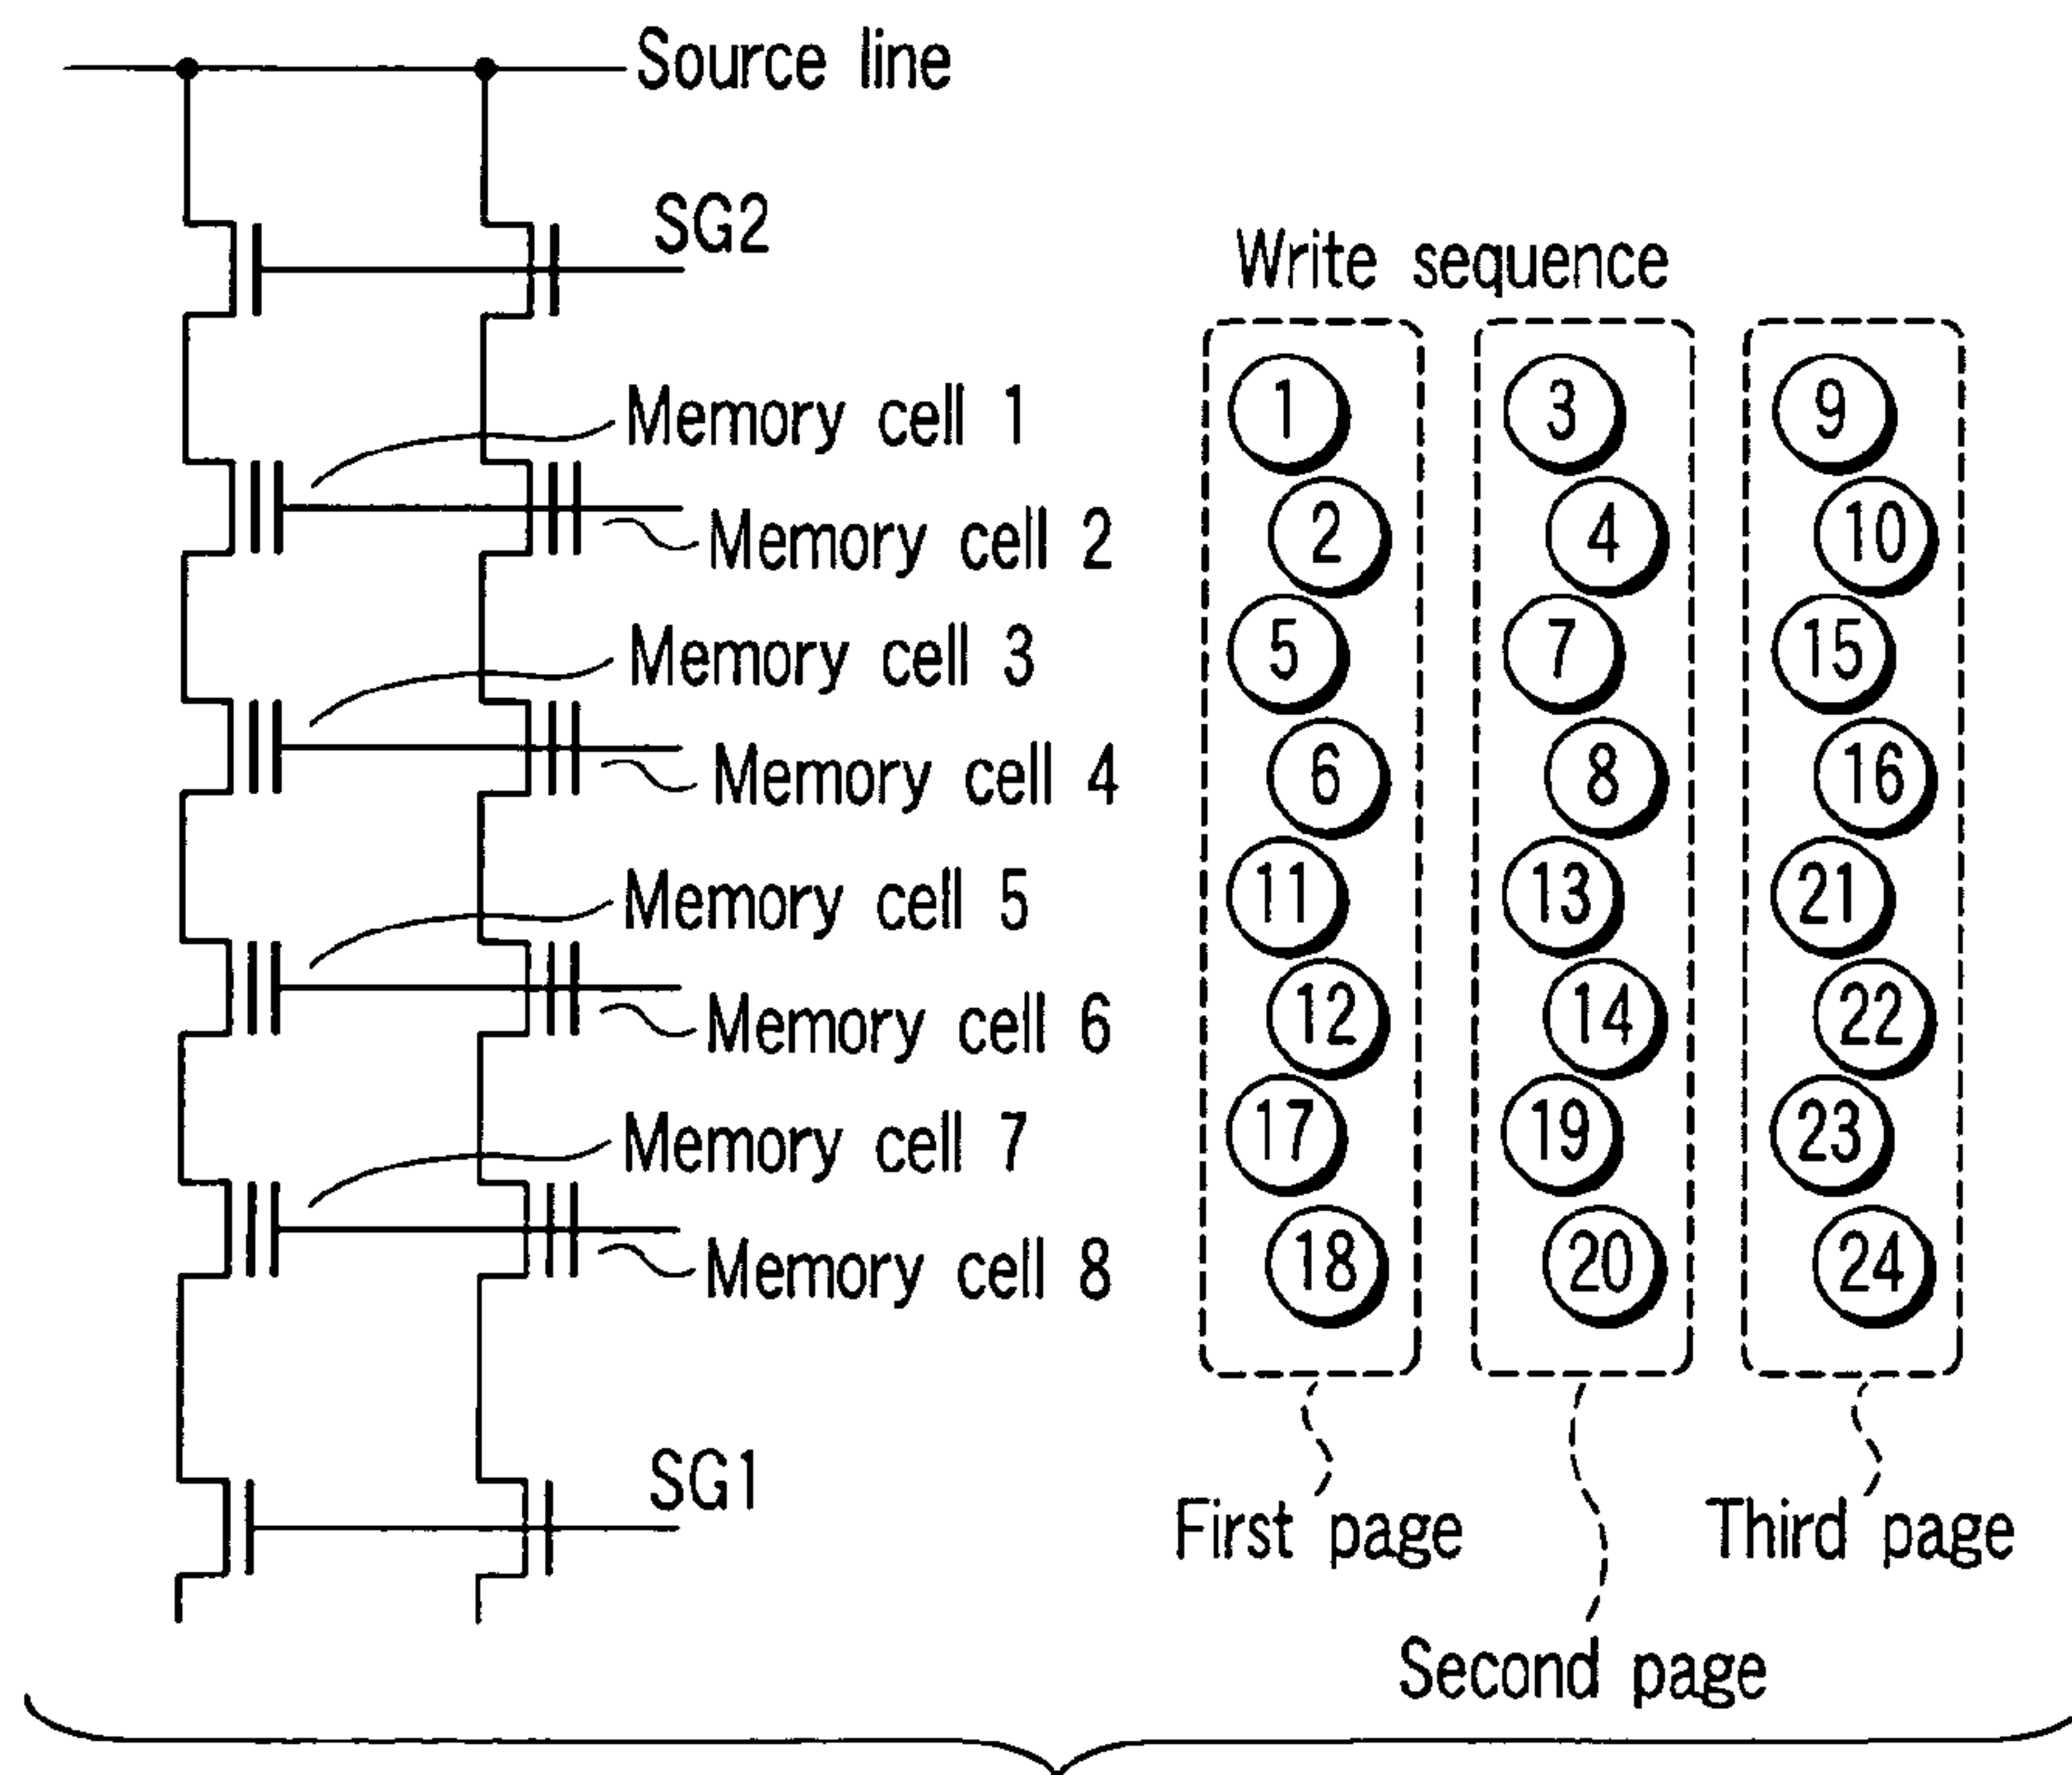 Source line
SG2
Write sequence
Memory cell 1
Memory cell 2
Memory cell 3
Memory cell 4
Memory cell 5
Memory cell 6
Memory cell 7
Memory cell 8
SG1
1 3 9
2 4 10
5 7 15
6 8 16
11 13 21
12 14 22
17 19 23
18 20 24
First page
Second page
Third page